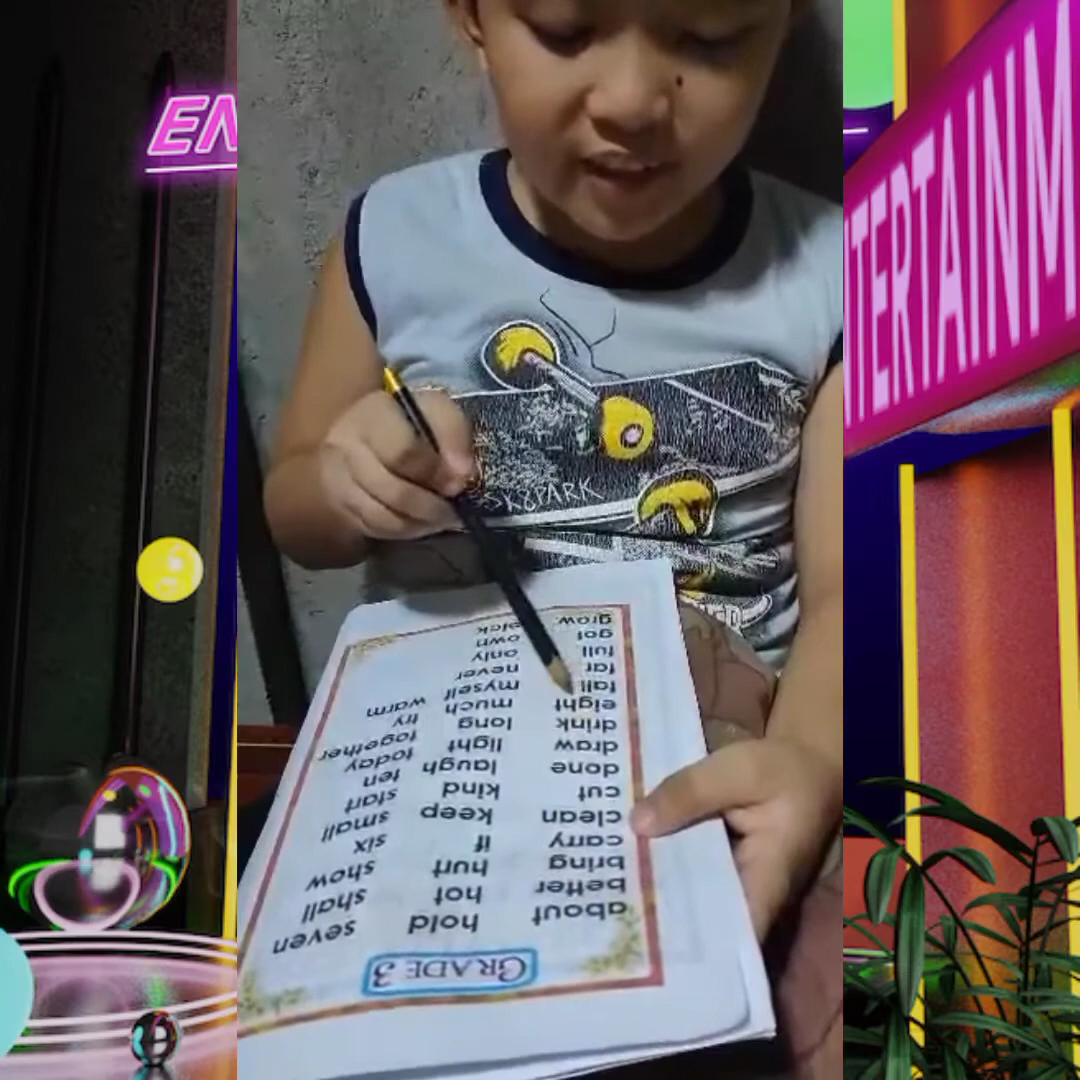 EN
TERTAINM
SK8PARK
GRADE 3
about hold seven
better hot shall
bring hurt show
carry if six
clean keep small
cut kind start
done laugh ten
draw light today
drink long together
eight much try
fall myself warm
far never
full only
got own
grow pick